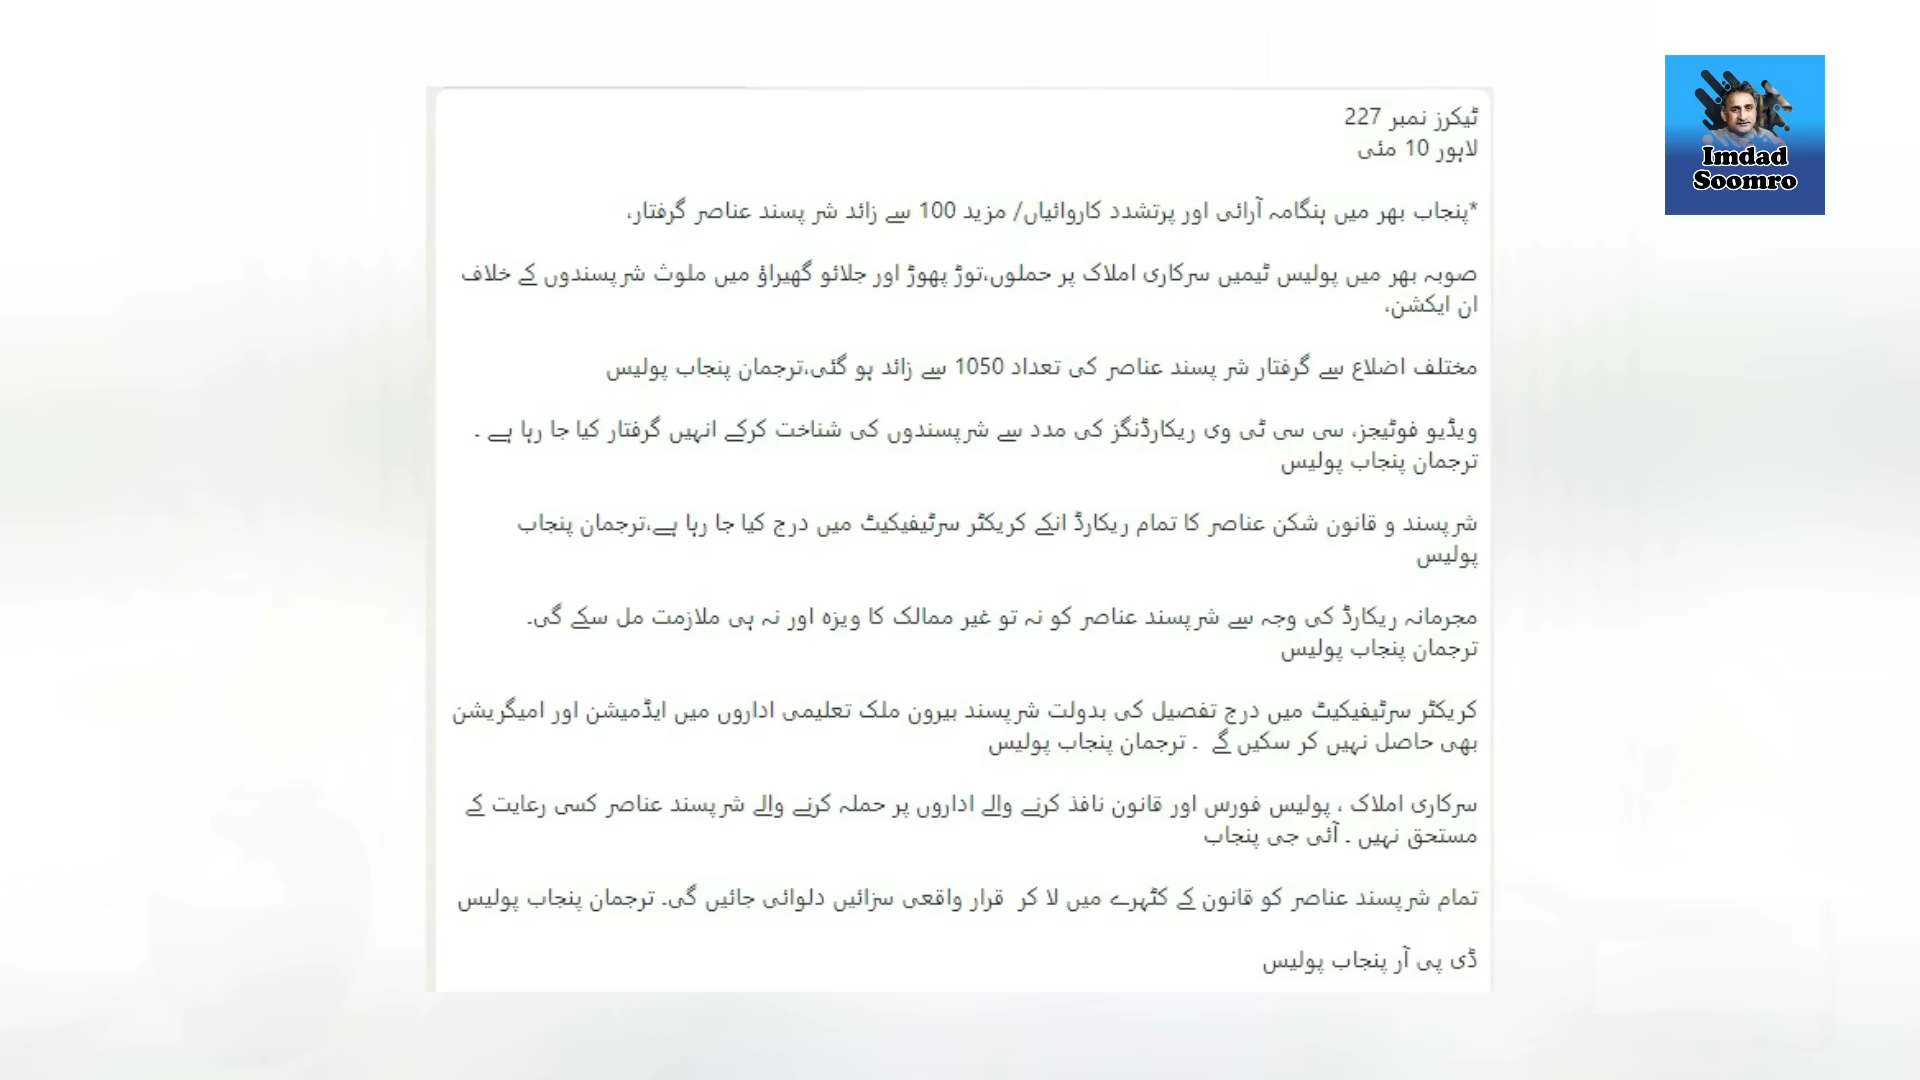 ٹیکرز نمبر 227
لاہور 10 مئی
*پنجاب بھر میں ہنگامہ آرائی اور پرتشدد کاروائیاں/ مزید 100 سے زائد شر پسند عناصر گرفتار،
صوبہ بھر میں پولیس ٹیمیں سرکاری املاک پر حملوں،توڑ پھوڑ اور جلائو گھیراؤ میں ملوث شرپسندوں کے خلاف
ان ایکشن،
مختلف اضلاع سے گرفتار شر پسند عناصر کی تعداد 1050 سے زائد ہو گئی،ترجمان پنجاب پولیس
ویڈیو فوٹیجز، سی سی ٹی وی ریکارڈنگز کی مدد سے شرپسندوں کی شناخت کرکے انہیں گرفتار کیا جا رہا ہے ۔
ترجمان پنجاب پولیس
شرپسند و قانون شکن عناصر کا تمام ریکارڈ انکے کریکٹر سرٹیفیکیٹ میں درج کیا جا رہا ہے،ترجمان پنجاب
پولیس
مجرمانہ ریکارڈ کی وجہ سے شرپسند عناصر کو نہ تو غیر ممالک کا ویزہ اور نہ ہی ملازمت مل سکے گی۔
ترجمان پنجاب پولیس
کریکٹر سرٹیفیکیٹ میں درج تفصیل کی بدولت شرپسند بیرون ملک تعلیمی اداروں میں ایڈمیشن اور امیگریشن
بھی حاصل نہیں کر سکیں گے ۔ ترجمان پنجاب پولیس
سرکاری املاک ، پولیس فورس اور قانون نافذ کرنے والے اداروں پر حملہ کرنے والے شرپسند عناصر کسی رعایت کے
مستحق نہیں ۔ آئی جی پنجاب
تمام شرپسند عناصر کو قانون کے کٹہرے میں لا کر قرار واقعی سزائیں دلوائی جائیں گی۔ ترجمان پنجاب پولیس
ڈی پی آر پنجاب پولیس
Imdad
Soomro